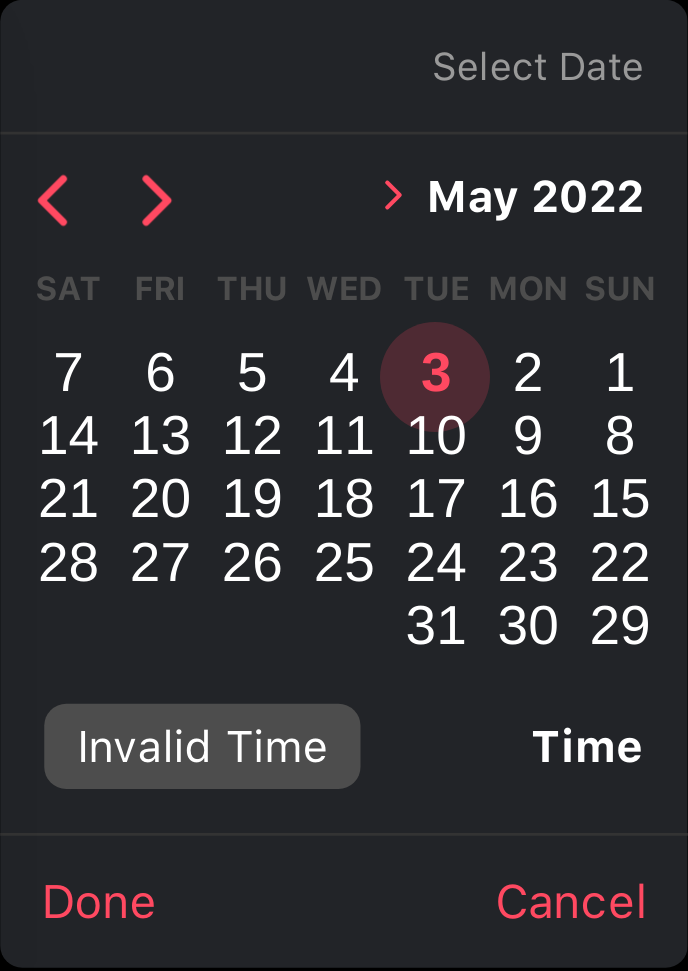 Select Date
May 2022
SAT FRI THU WED TUE MON SUN
7 6 5 4 3 2 1
14 13 12 11 10 9 8
21 20 19 18 17 16 15
28 27 26 25 24 23 22
31 30 29
Invalid Time Time
Done Cancel